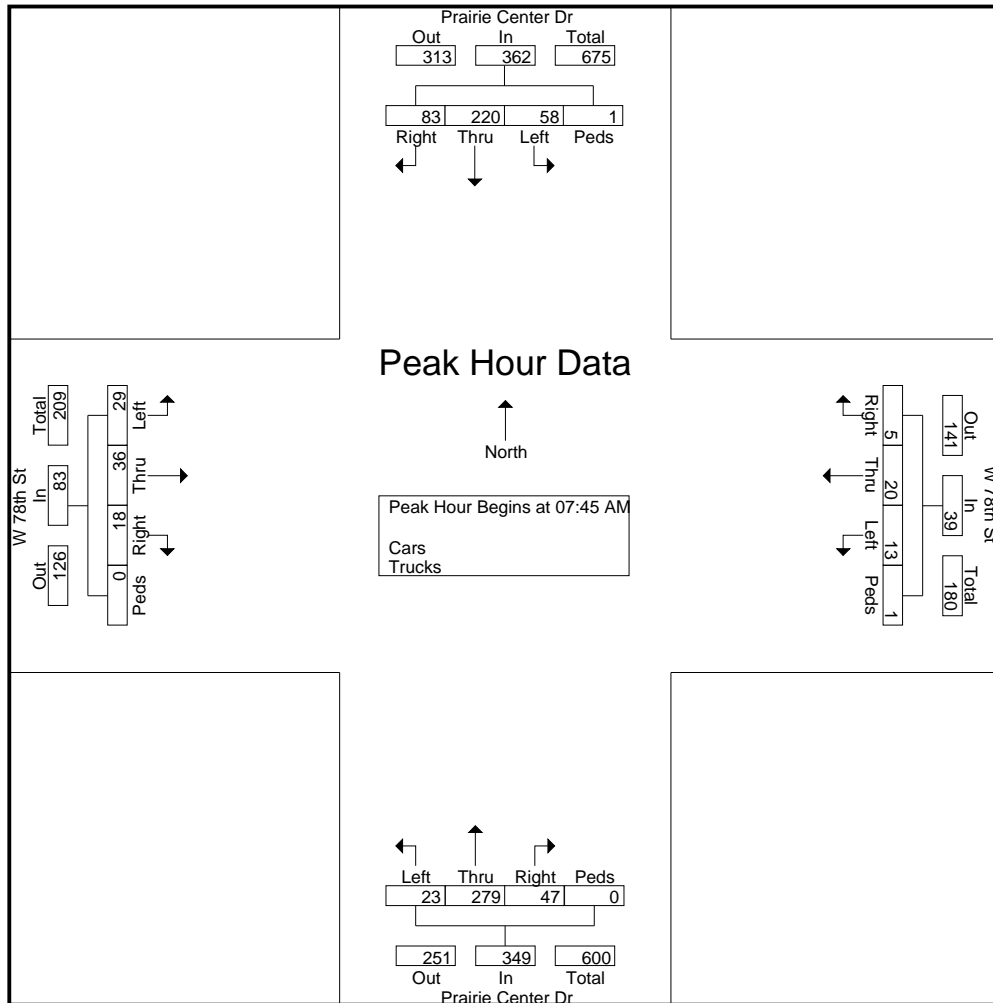 Prairie Center Dr
Out In Total
313 362 675
83 220 58 1
Right Thru Left Peds
Peak Hour Data
North
Peak Hour Begins at 07:45 AM
Cars
Trucks
W 78th St
Total In Out
209 83 126
29 36 18 0
Left Thru Right Peds
W 78th St
Out In Total
141 39 180
5 20 13 1
Right Thru Left Peds
Left Thru Right Peds
23 279 47 0
251 349 600
Out In Total
Prairie Center Dr